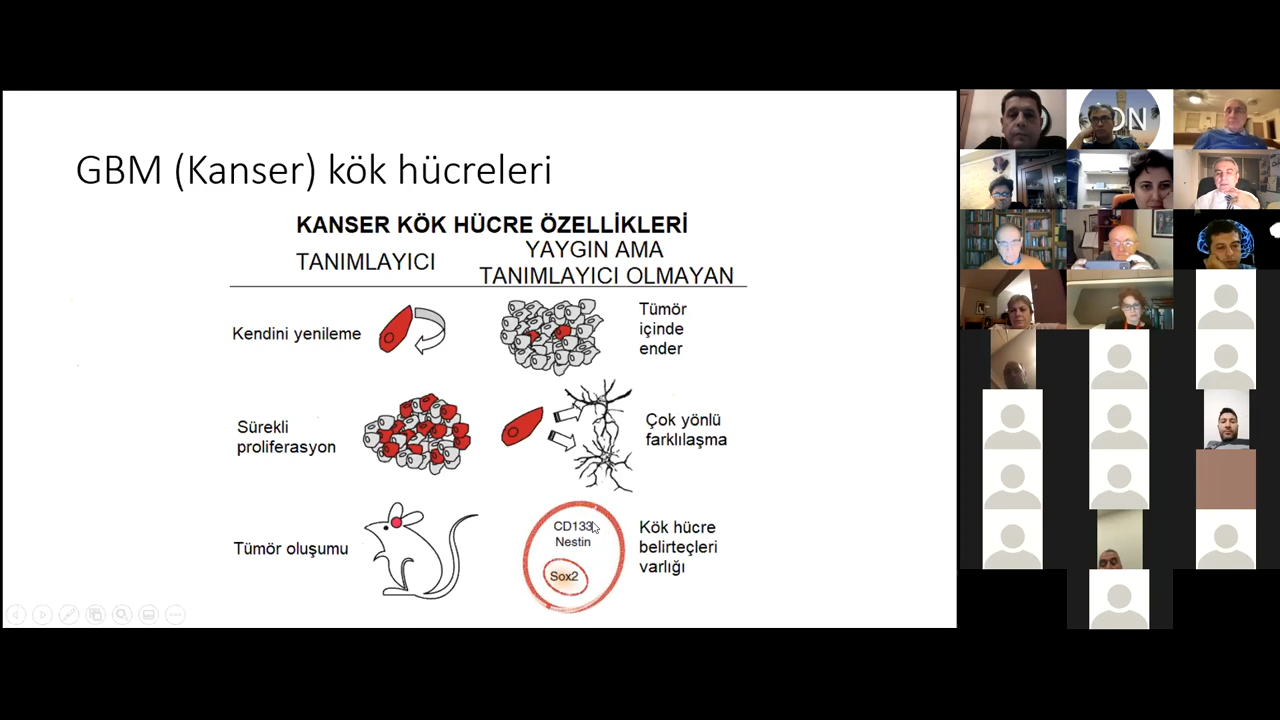 GBM (Kanser) kök hücreleri
KANSER KÖK HÜCRE ÖZELLİKLERİ
TANIMLAYICI
YAYGIN AMA
TANIMLAYICI OLMAYAN
Kendini yenileme
Tümör
içinde
ender
Sürekli
proliferasyon
Çok yönlü
farklılaşma
Tümör oluşumu
CD133
Nestin
Sox2
Kök hücre
belirteçleri
varlığı